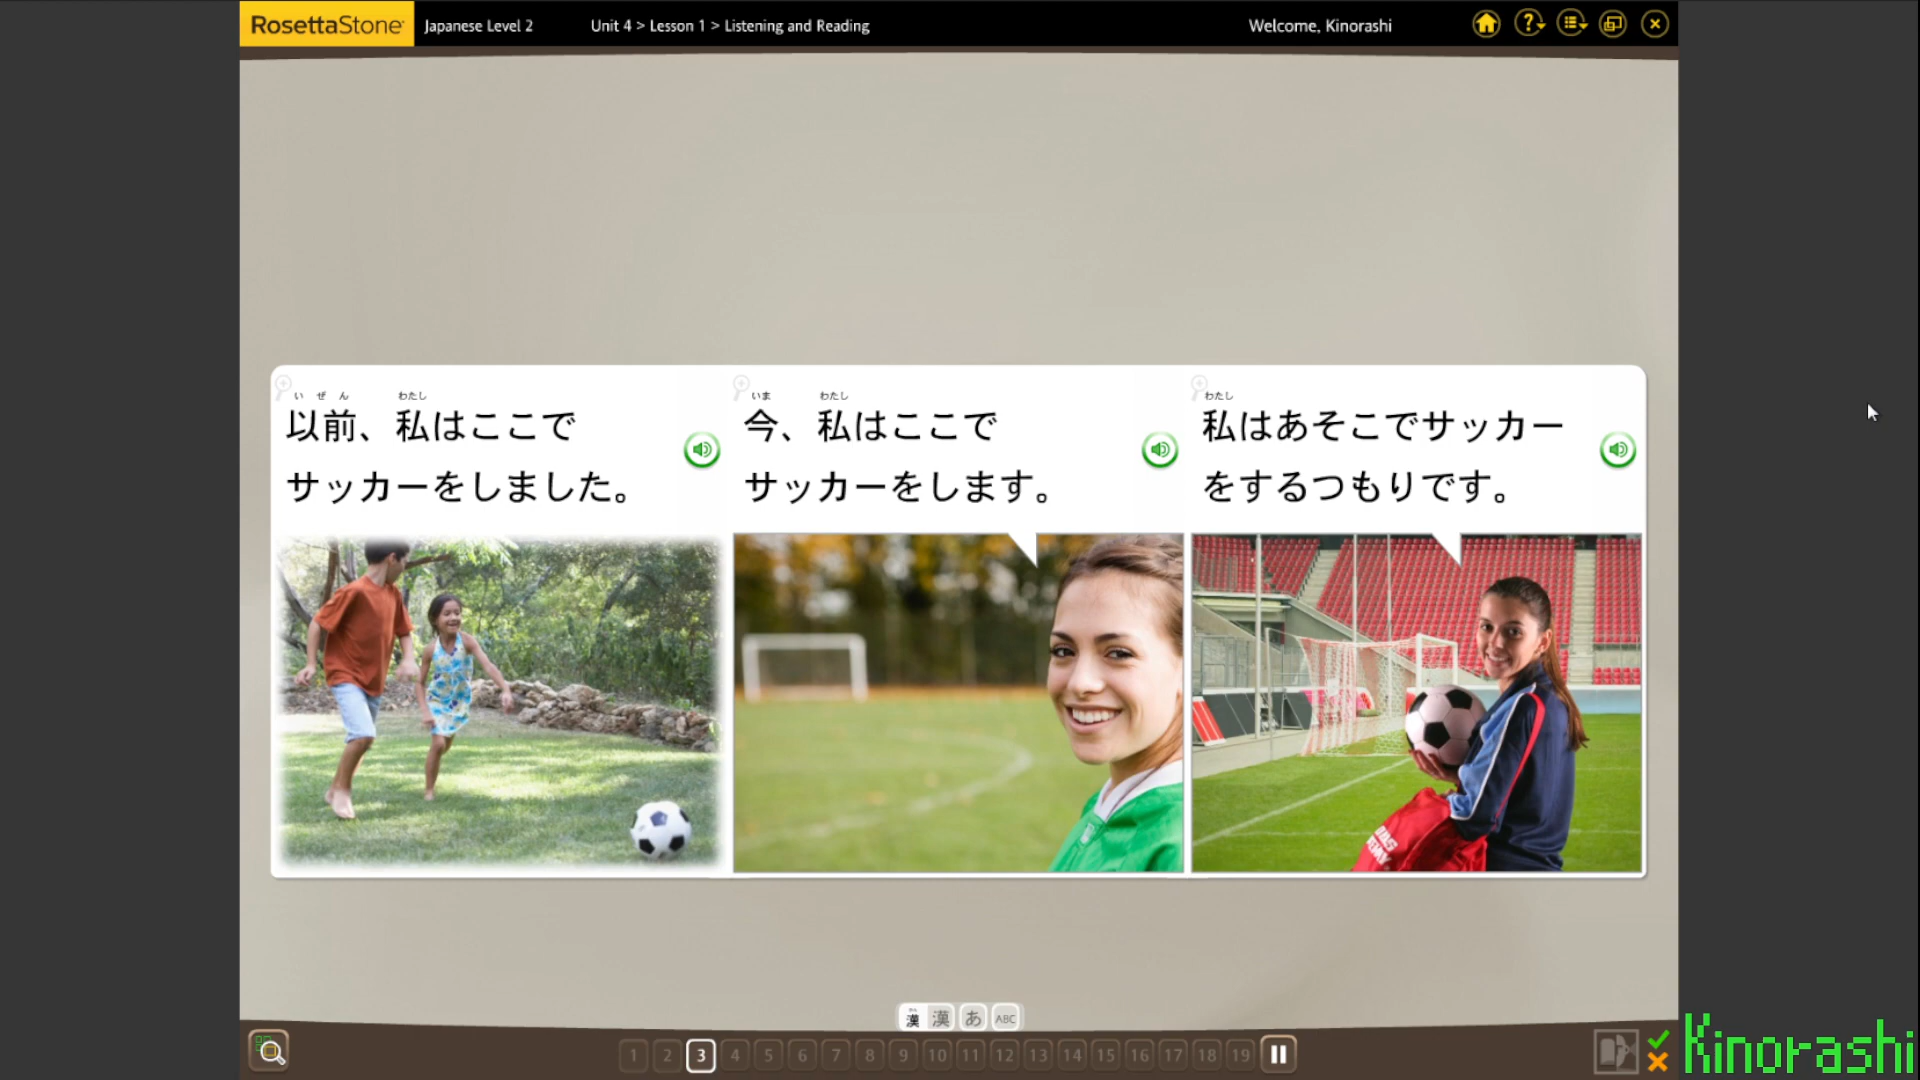 RosettaStone Japanese Level 2 Unit 4 > Lesson 1 > Listening and Reading Welcome, Kinorashi
い ぜ ん わたし
以前、私はここで
サッカーをしました。
いま わたし
今、私はここで
サッカーをします。
わたし
私はあそこでサッカー
をするつもりです。
漢 漢 あ ABC
1 2 3 4 5 6 7 8 9 10 11 12 13 14 15 16 17 18 19
Kinorashi